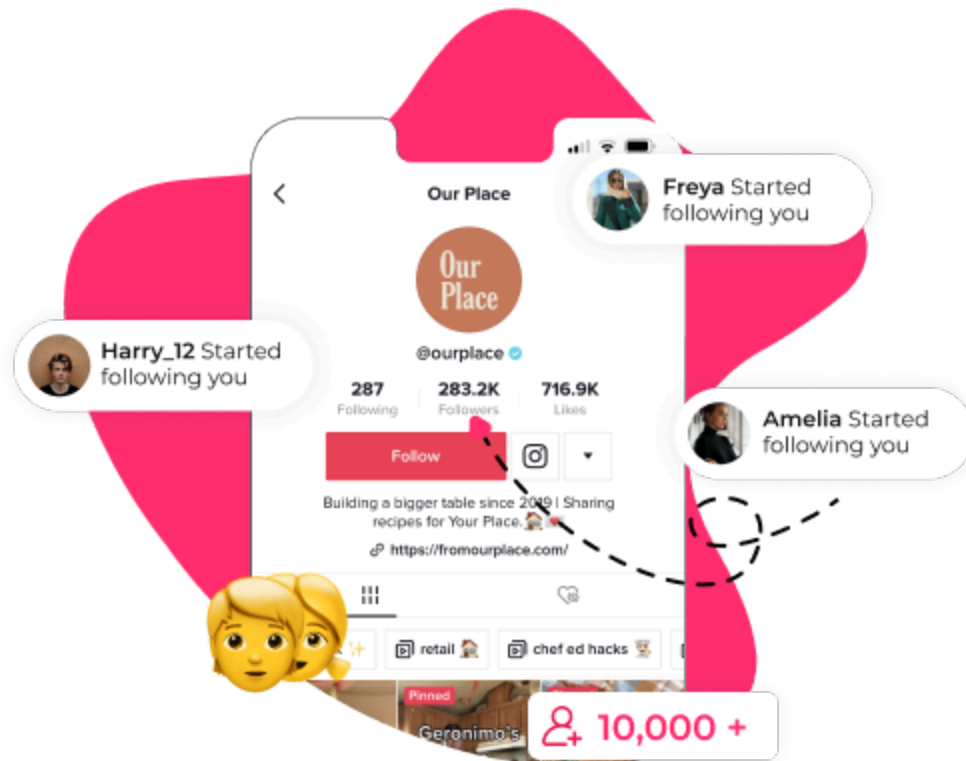 Our Place
Freya Started
following you
Our
Place
@ourplace
Harry_12 Started
following you
287
Following
283.2K
Followers
716.9K
Likes
Amelia Started
following you
Follow
Building a bigger table since 2019 | Sharing
recipes for Your Place.🏠💌
https://fromourplace.com/
retail 🏠
chef ed hacks 👨‍🍳
Pinned
Geronimo's
10,000 +